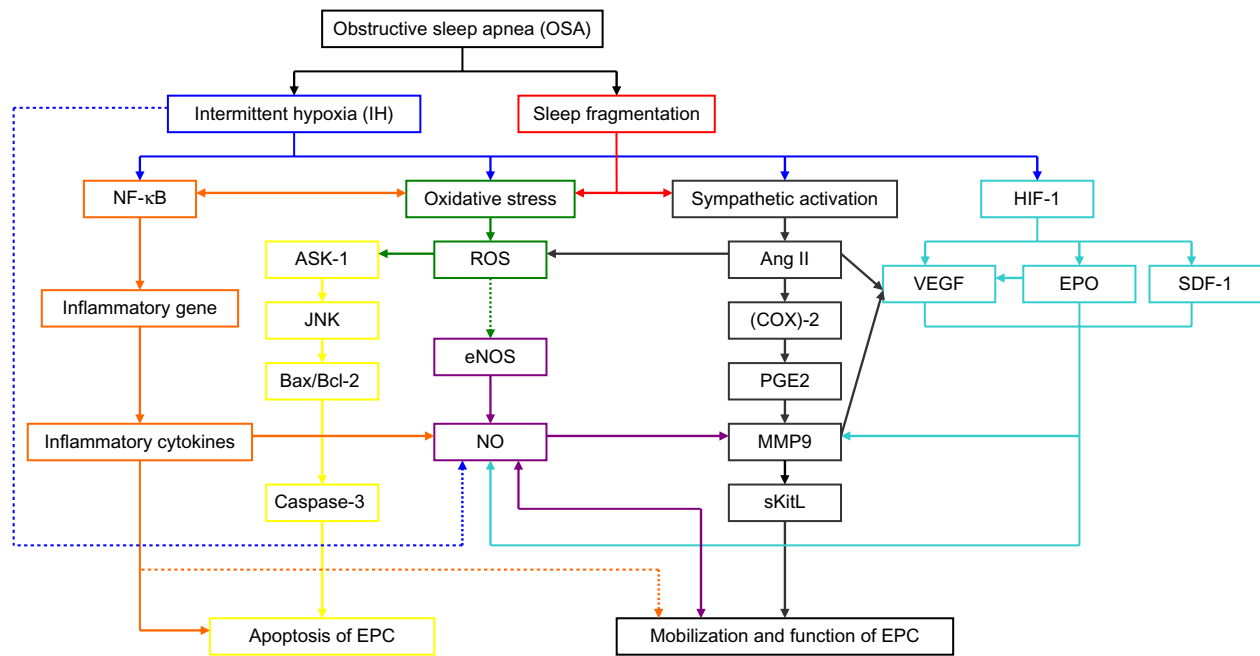 Obstructive sleep apnea (OSA)
Intermittent hypoxia (IH)
Sleep fragmentation
NF-κB
Oxidative stress
Sympathetic activation
HIF-1
ASK-1
ROS
Ang II
VEGF
EPO
SDF-1
Inflammatory gene
JNK
(COX)-2
eNOS
Bax/Bcl-2
PGE2
Inflammatory cytokines
NO
MMP9
Caspase-3
sKitL
Apoptosis of EPC
Mobilization and function of EPC